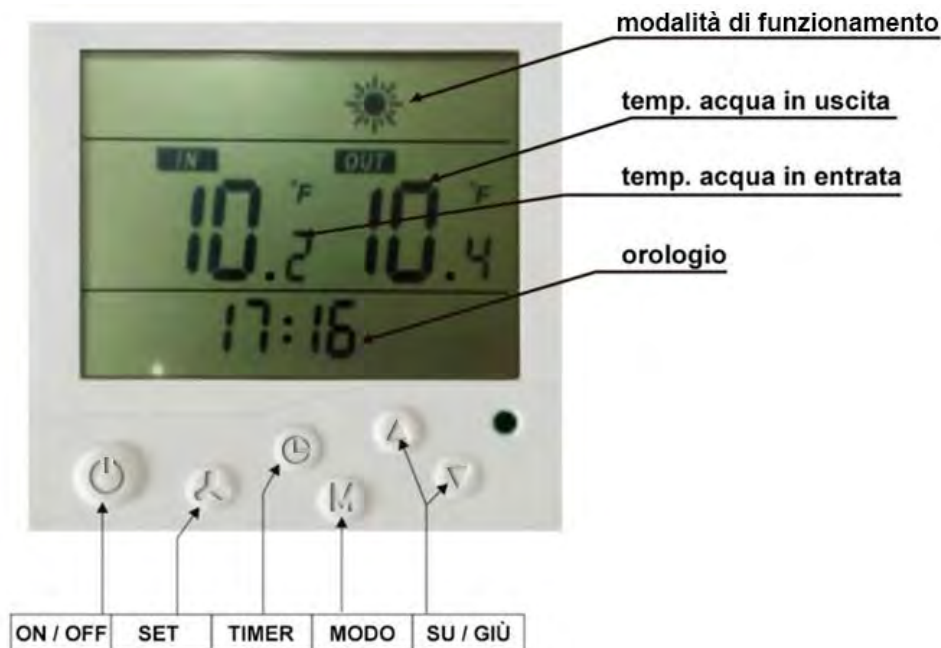 modalità di funzionamento
temp. acqua in uscita
IN OUT
10.2 °F 10.4 °F
temp. acqua in entrata
orologio
17:16
M
ON / OFF SET TIMER MODO SU / GIÙ